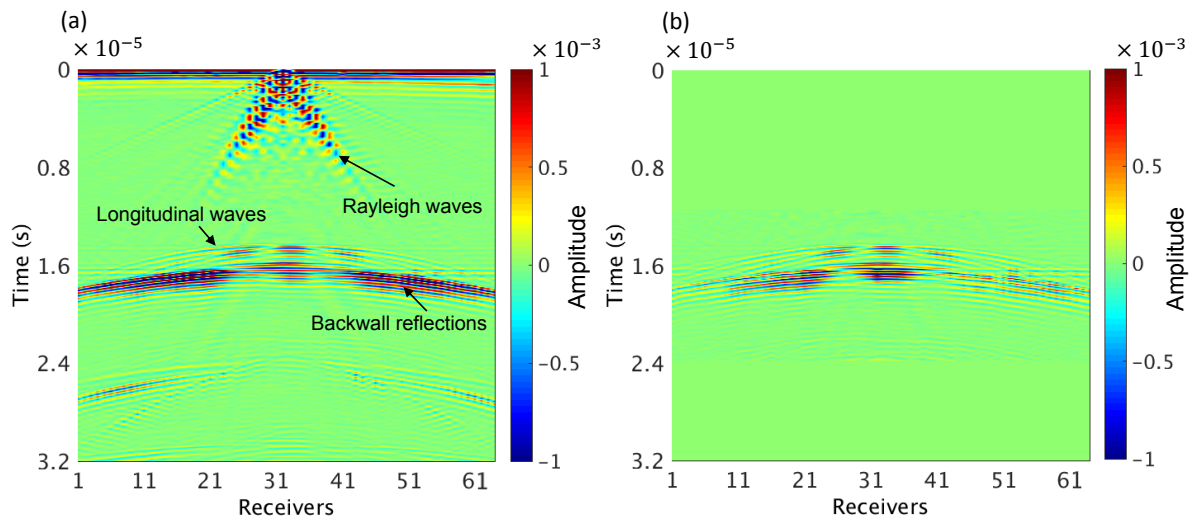 (a)
× 10⁻⁵
× 10⁻³
0
0.8
1.6
2.4
3.2
Time (s)
1 11 21 31 41 51 61
Receivers
Longitudinal waves
Rayleigh waves
Backwall reflections
1
0.5
0
−0.5
−1
Amplitude
(b)
× 10⁻⁵
× 10⁻³
0
0.8
1.6
2.4
3.2
Time (s)
1 11 21 31 41 51 61
Receivers
1
0.5
0
−0.5
−1
Amplitude